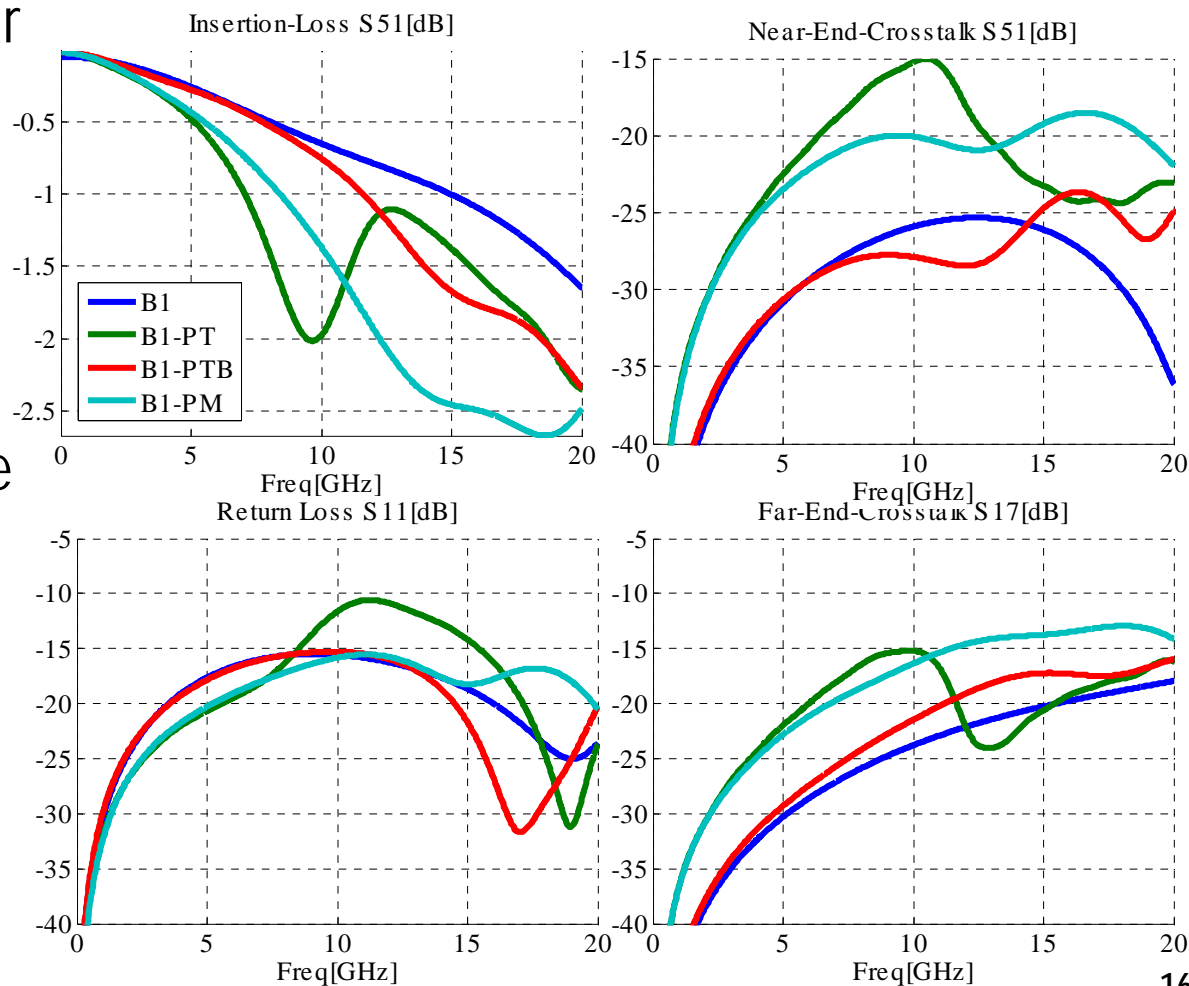 r
Insertion-Loss S51[dB]
-0.5
-1
-1.5
-2
-2.5
B1
B1-PT
B1-PTB
B1-PM
0 5 10 15 20
Freq[GHz]
Near-End-Crosstalk S51[dB]
-15
-20
-25
-30
-35
-40
0 5 10 15 20
Freq[GHz]
e
Return Loss S11[dB]
-5
-10
-15
-20
-25
-30
-35
-40
0 5 10 15 20
Freq[GHz]
Far-End-Crosstalk S17[dB]
-5
-10
-15
-20
-25
-30
-35
-40
0 5 10 15 20
Freq[GHz]
16